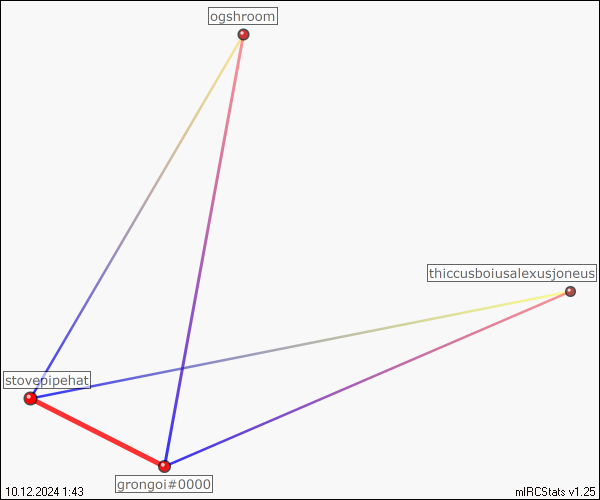 ogshroom
thiccusboiusalexusjoneus
stovepipehat
grongoi#0000
10.12.2024 1:43
mIRCStats v1.25